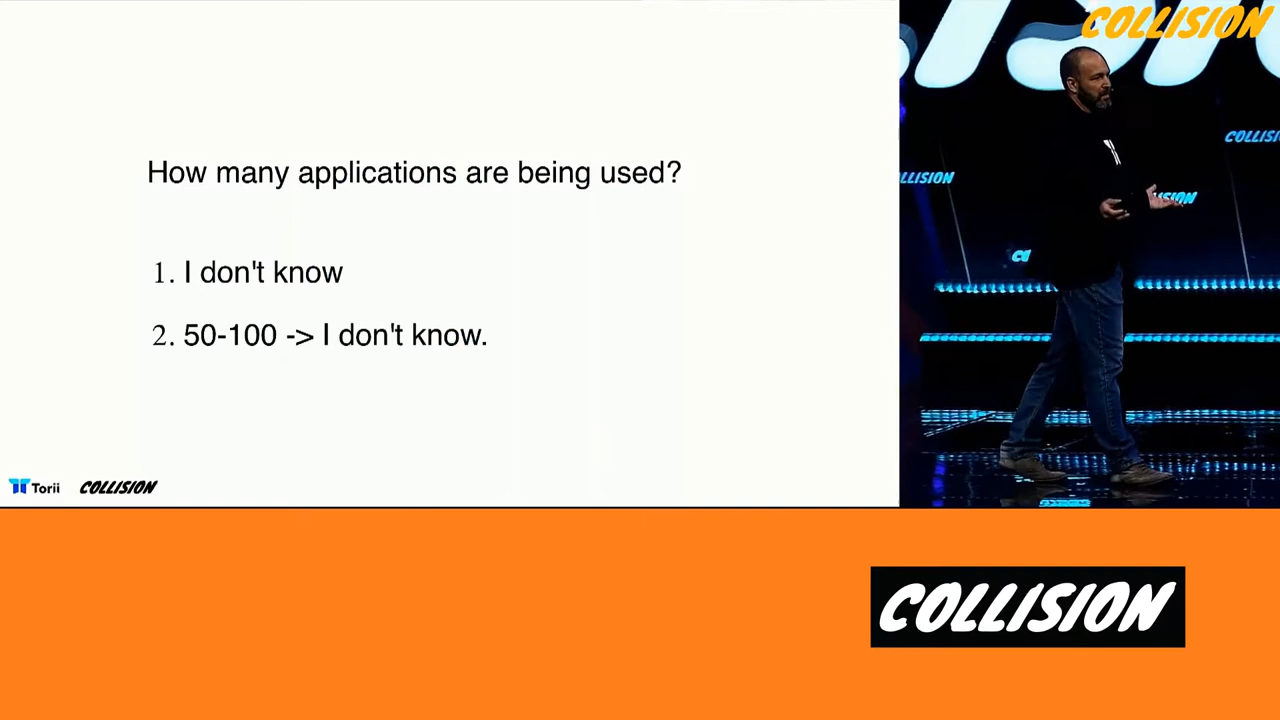 How many applications are being used?
1. I don't know
2. 50-100 -> I don't know.
Torii
COLLISION
COLLISION
COLLISION
COLLISION